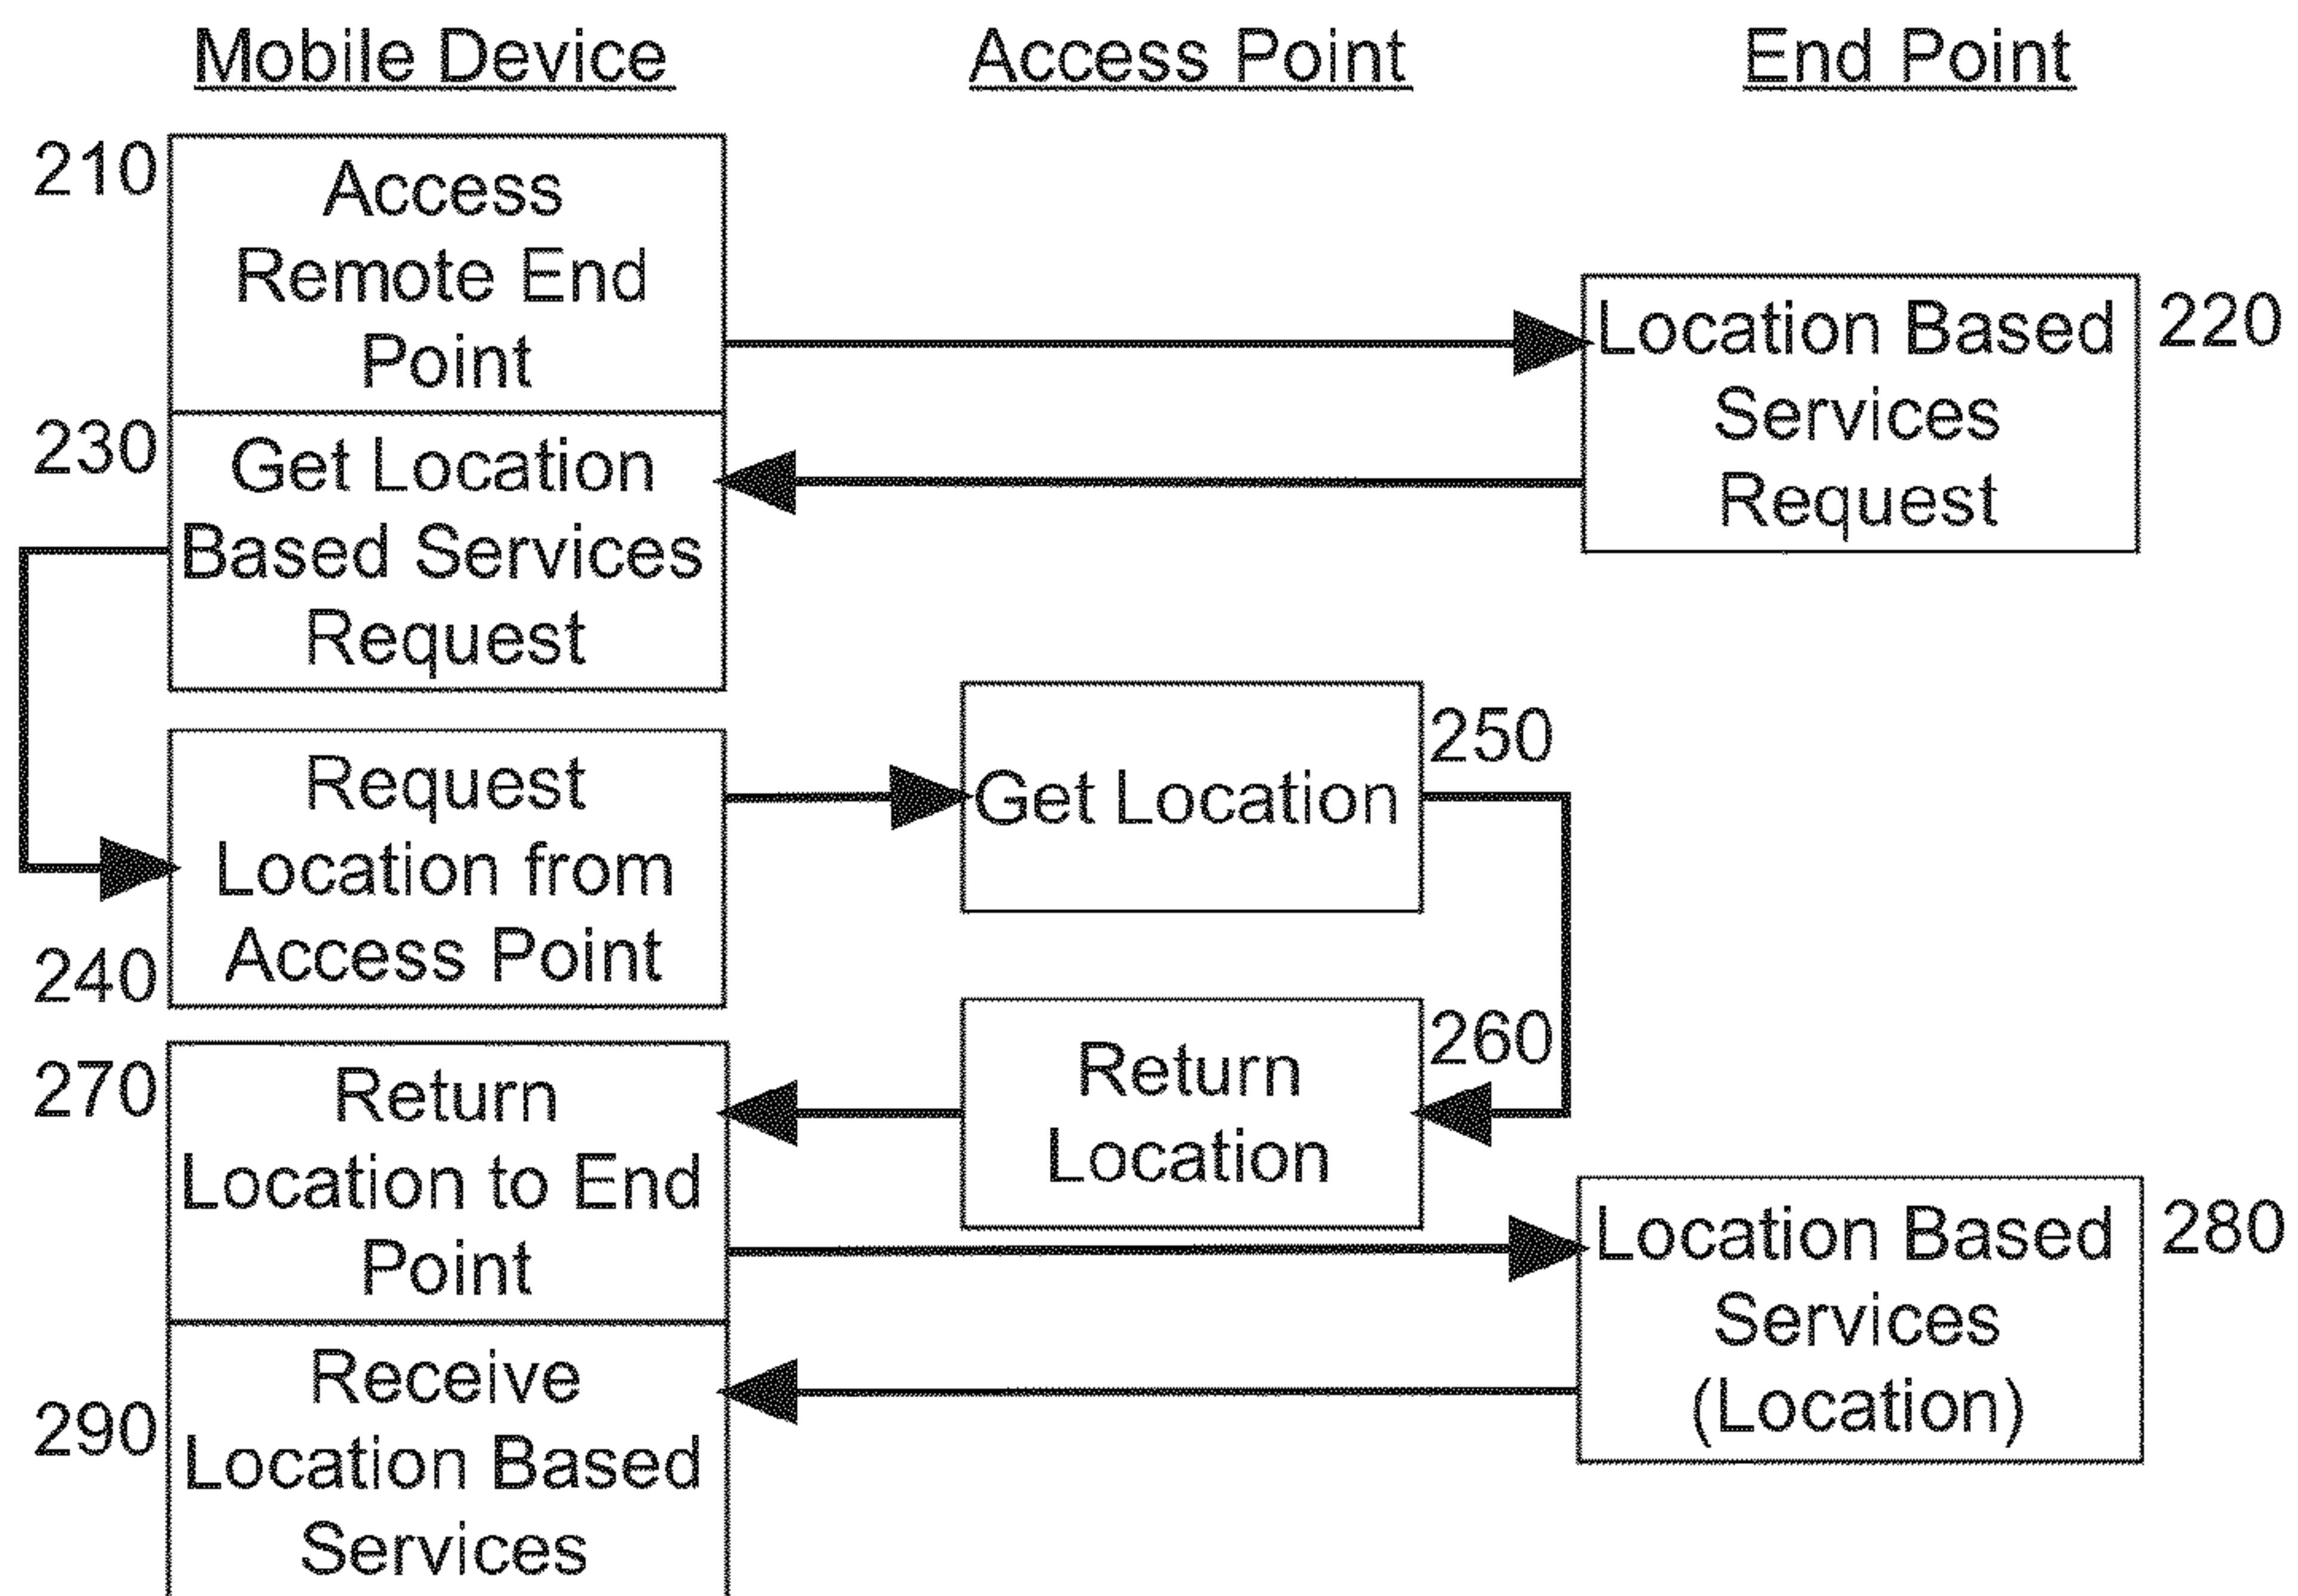 Mobile Device
Access Point
End Point
210
Access
Remote End
Point
Location Based
Services
Request
220
230
Get Location
Based Services
Request
240
Request
Location from
Access Point
Get Location
250
Return
Location
260
270
Return
Location to End
Point
Location Based
Services
(Location)
280
290
Receive
Location Based
Services